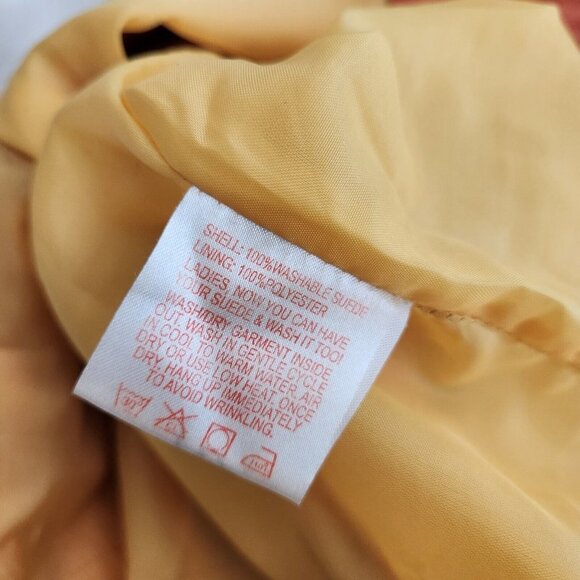 SHELL: 100%WASHABLE SUEDE
LINING: 100%POLYESTER
LADIES, NOW YOU CAN HAVE
YOUR SUEDE & WASH IT TOO!
WASH/DRY GARMENT INSIDE
OUT. WASH IN GENTLE CYCLE
IN COOL TO WARM WATER, AIR
DRY OR USE LOW HEAT, ONCE
DRY, HANG UP IMMEDIATELY
TO AVOID WRINKLING.